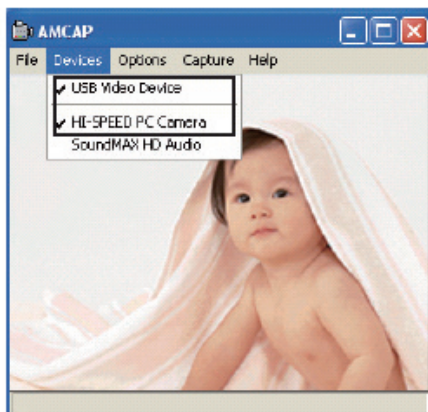 AMCAP
File Devices Options Capture Help
✔ USB Video Device
✔ HI-SPEED PC Camera
SoundMAX HD Audio